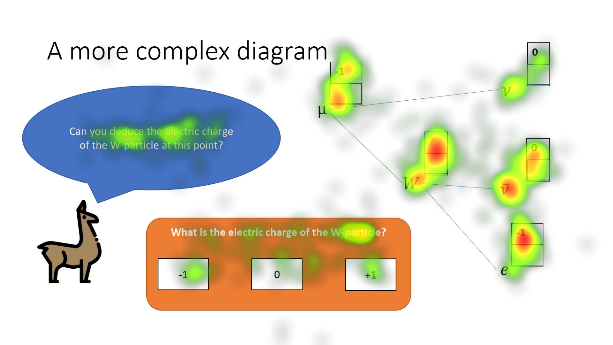 A more complex diagram
-1
0
μ
ν
Can you deduce the electric charge
of the W-particle at this point?
0
W
ν̅
What is the electric charge of the W-particle?
-1
-1
0
+1
e